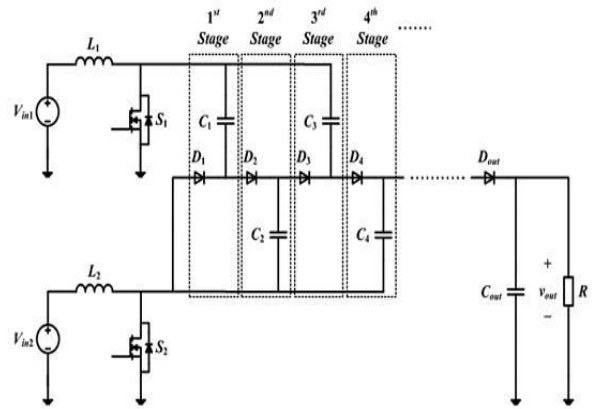 1st Stage
2nd Stage
3rd Stage
4th Stage
L1
Vin1
S1
C1
C3
D1
D2
D3
D4
Dout
C2
C4
L2
Vin2
S2
Cout
+
vout
−
R